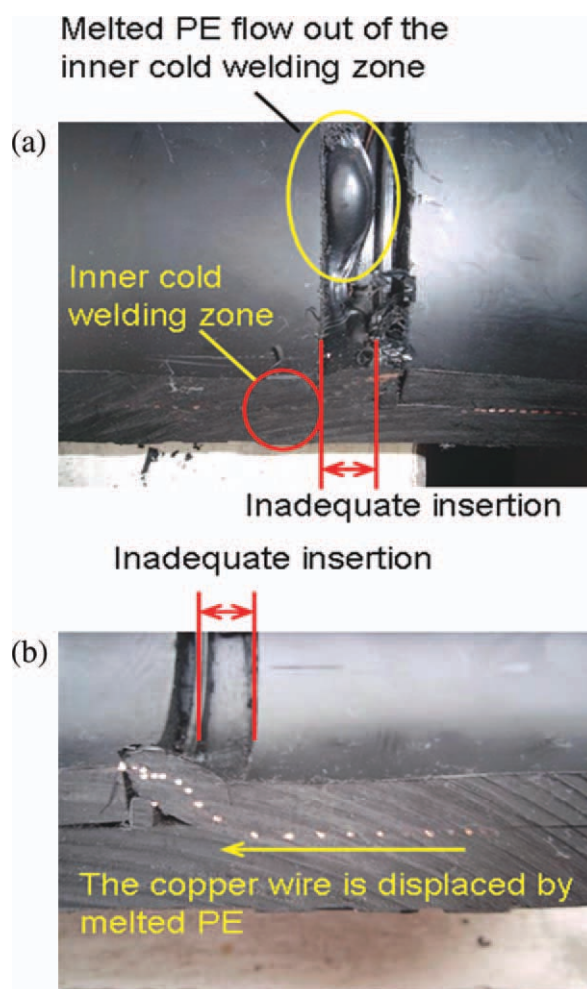 Melted PE flow out of the
inner cold welding zone
(a)
Inner cold
welding zone
Inadequate insertion
Inadequate insertion
(b)
The copper wire is displaced by
melted PE